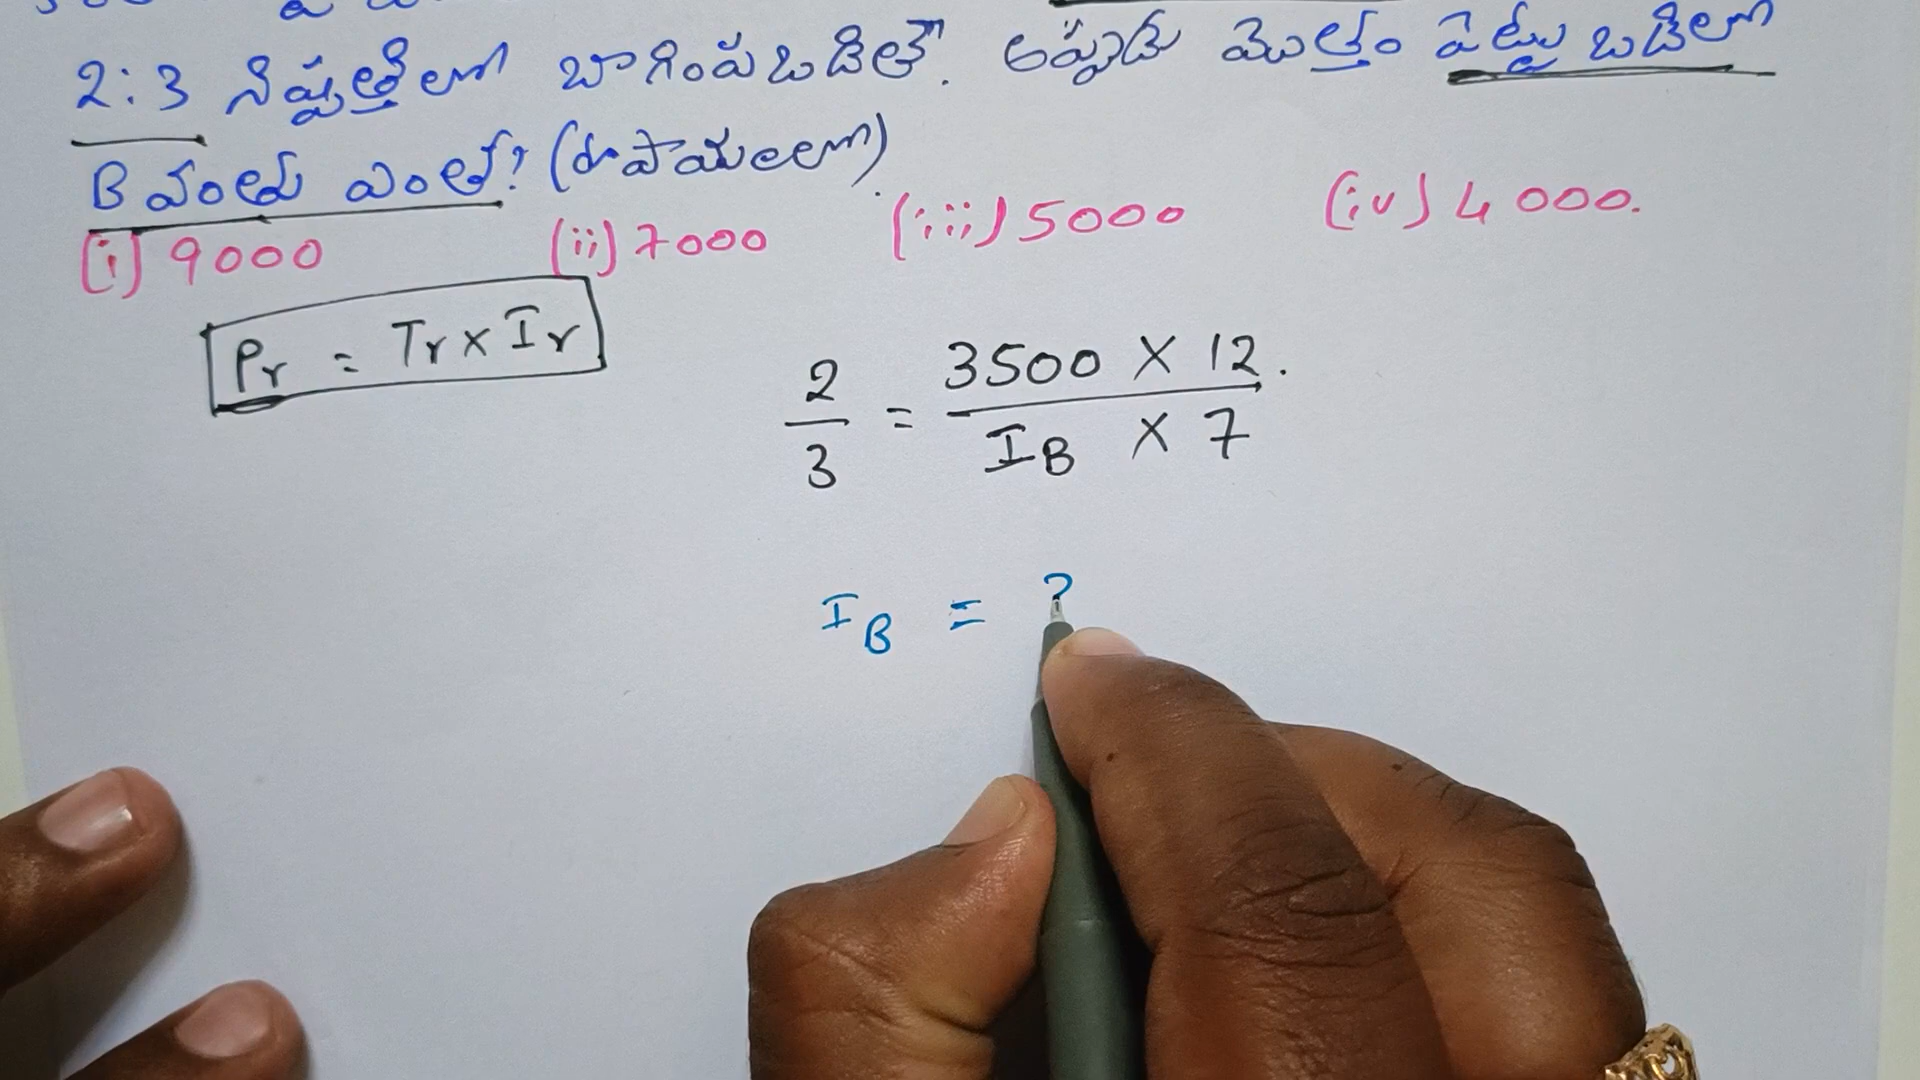 2:3 నిష్పత్తిలో బాగింపబడితే. అప్పుడు మొత్తం పెట్టుబడిలో
B వంతు ఎంత? (రూపాయలలో)
(i) 9000 (ii) 7000 (iii) 5000 (iv) 4000.
Pr = Tr x Ir
2/3 = 3500 X 12. / IB X 7
IB = ?